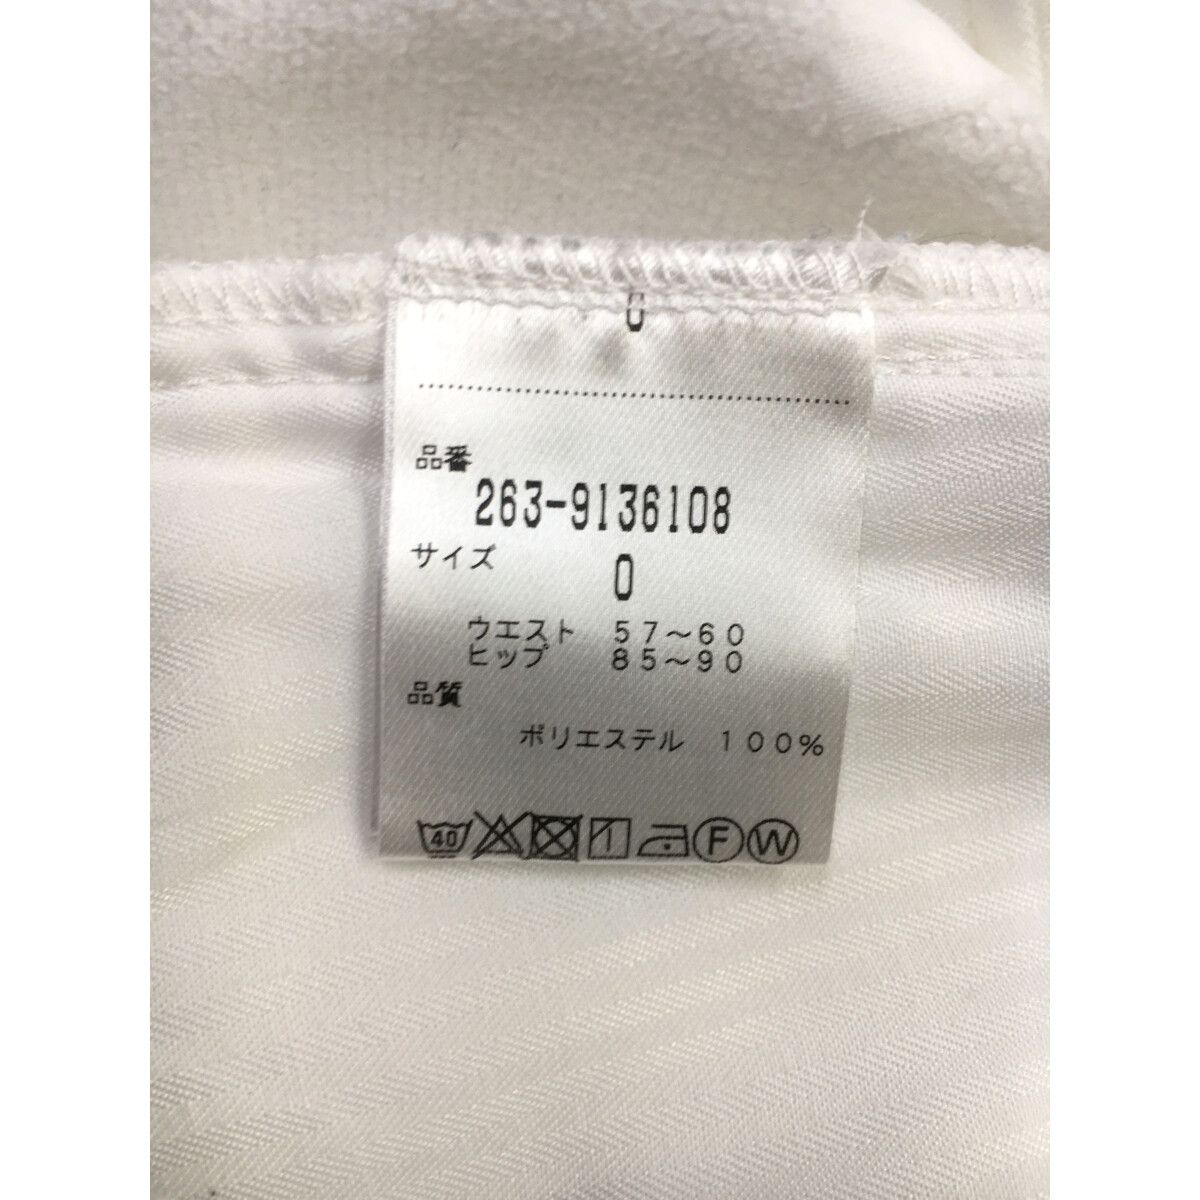 0
品番
263-9136108
サイズ
0
ウエスト 57～60
ヒップ 85～90
品質
ポリエステル 100%
40 F W